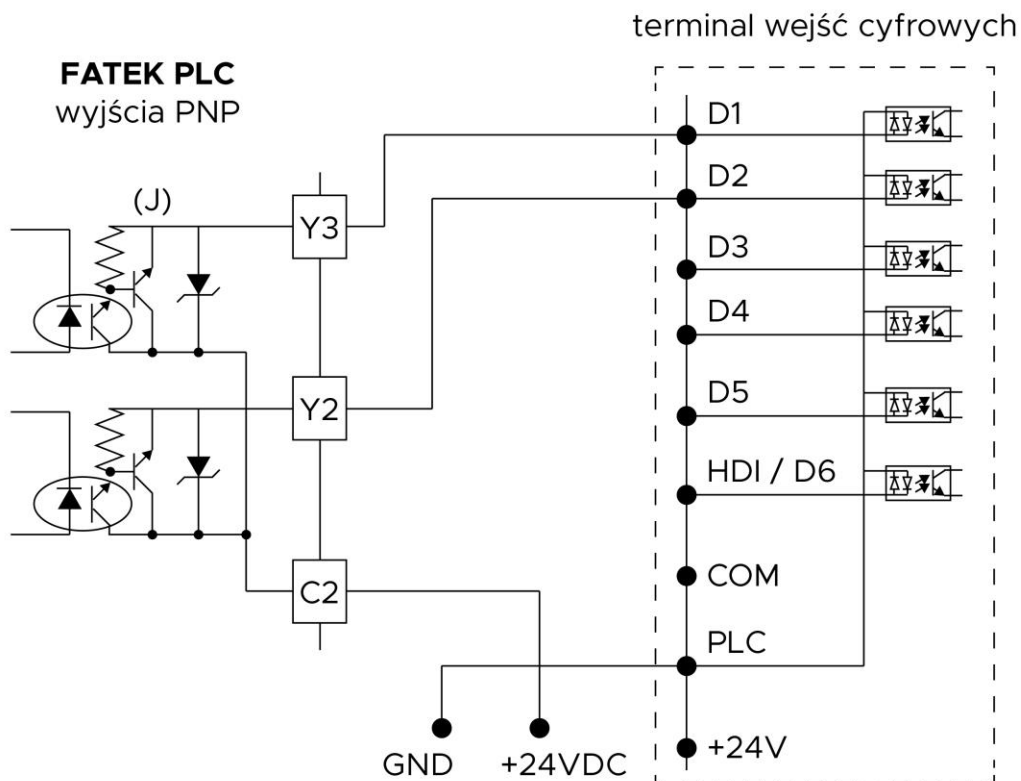 terminal wejść cyfrowych
FATEK PLC
wyjścia PNP
(J)
Y3
Y2
C2
GND
+24VDC
D1
D2
D3
D4
D5
HDI / D6
COM
PLC
+24V